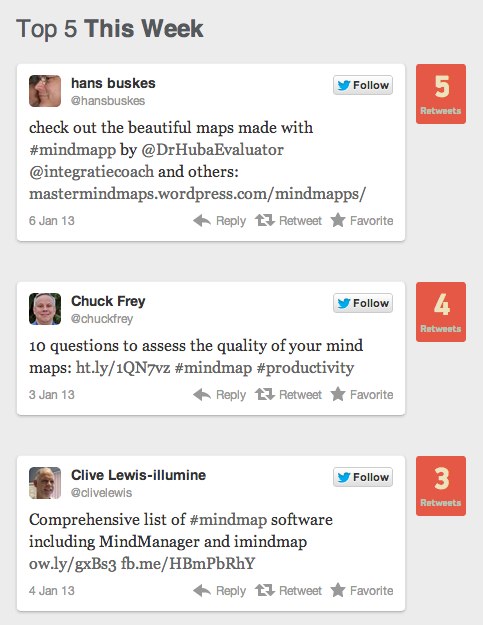 Top 5 This Week
hans buskes
@hansbuskes
Follow
5
Retweets
check out the beautiful maps made with
#mindmapp by @DrHubaEvaluator
@integratiecoach and others:
mastermindmaps.wordpress.com/mindmapps/
6 Jan 13 Reply Retweet Favorite
Chuck Frey
@chuckfrey
Follow
4
Retweets
10 questions to assess the quality of your mind
maps: ht.ly/1QN7vz #mindmap #productivity
3 Jan 13 Reply Retweet Favorite
Clive Lewis-illumine
@clivelewis
Follow
3
Retweets
Comprehensive list of #mindmap software
including MindManager and imindmap
ow.ly/gxBs3 fb.me/HBmPbRhY
4 Jan 13 Reply Retweet Favorite